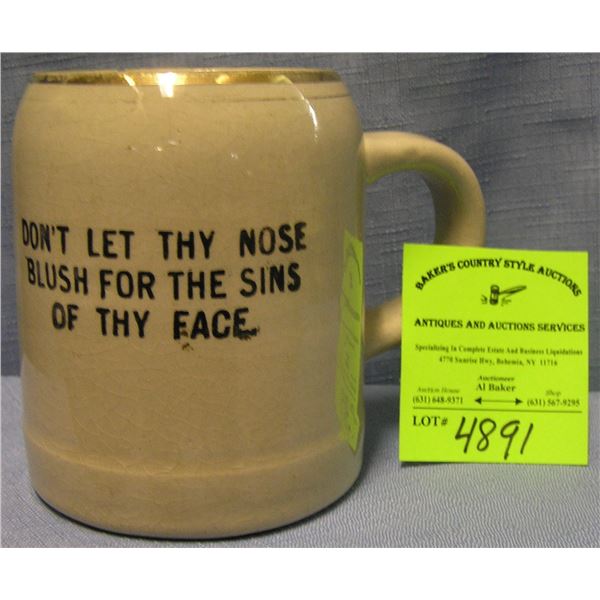 DON'T LET THY NOSE
BLUSH FOR THE SINS
OF THY FACE
BAKER'S COUNTRY STYLE AUCTIONS
ANTIQUES AND AUCTIONS SERVICES
Specializing In Complete Estate And Business Liquidations
4770 Sunrise Hwy, Bohemia, NY 11716
Auctioneer
Auction House Al Baker Shop
(631) 648-9371 (631) 567-9295
LOT# 4891